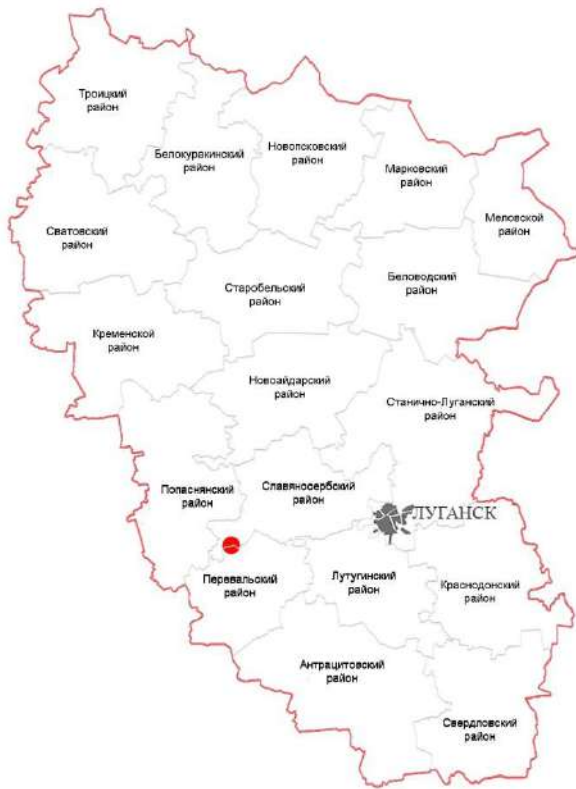 Троицкий
район
Белокуракинский
район
Новопсковский
район
Марковский
район
Меловской
район
Сватовский
район
Старобельский
район
Беловодский
район
Кременской
район
Новоайдарский
район
Станично-Луганский
район
Попаснянский
район
Славяносербский
район
ЛУГАНСК
Перевальский
район
Лутугинский
район
Краснодонский
район
Антрацитовский
район
Свердловский
район